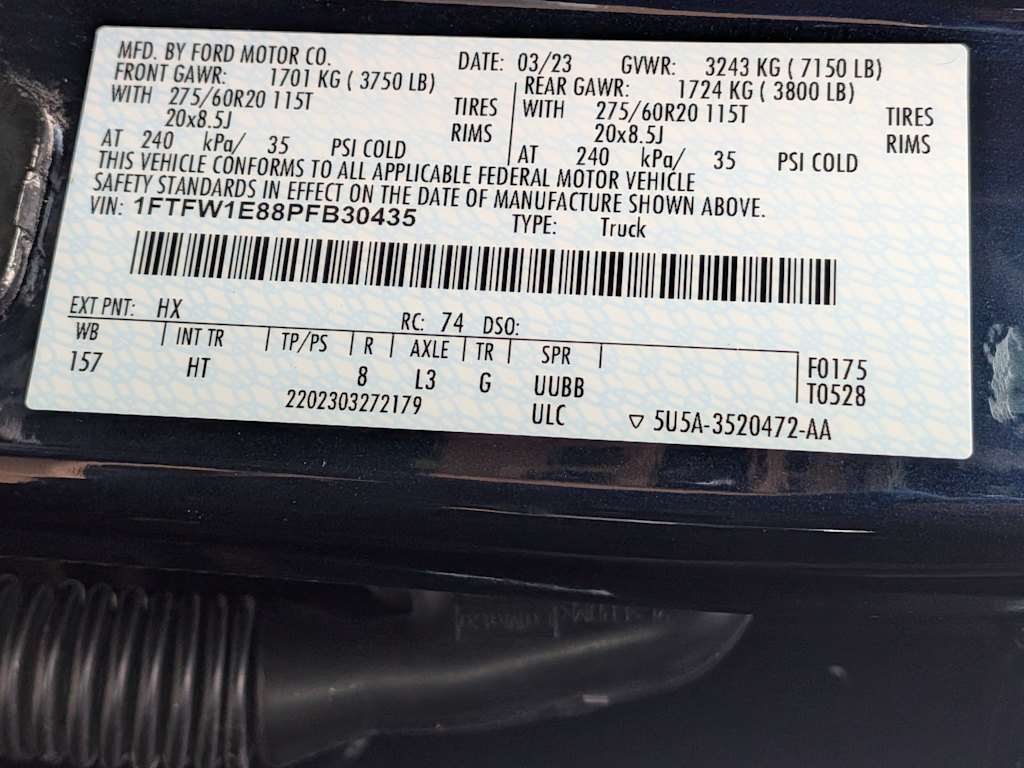 MFD. BY FORD MOTOR CO. DATE: 03/23 GVWR: 3243 KG ( 7150 LB)
FRONT GAWR: 1701 KG ( 3750 LB) REAR GAWR: 1724 KG ( 3800 LB)
WITH 275/60R20 115T TIRES WITH 275/60R20 115T TIRES
20x8.5J RIMS 20x8.5J RIMS
AT 240 kPa/ 35 PSI COLD AT 240 kPa/ 35 PSI COLD
THIS VEHICLE CONFORMS TO ALL APPLICABLE FEDERAL MOTOR VEHICLE
SAFETY STANDARDS IN EFFECT ON THE DATE OF MANUFACTURE SHOWN ABOVE.
VIN: 1FTFW1E88PFB30435 TYPE: Truck
EXT PNT: HX RC: 74 DSO:
WB INT TR TP/PS R AXLE TR SPR F0175
157 HT 8 L3 G UUBB T0528
2202303272179 ULC ▽ 5U5A-3520472-AA